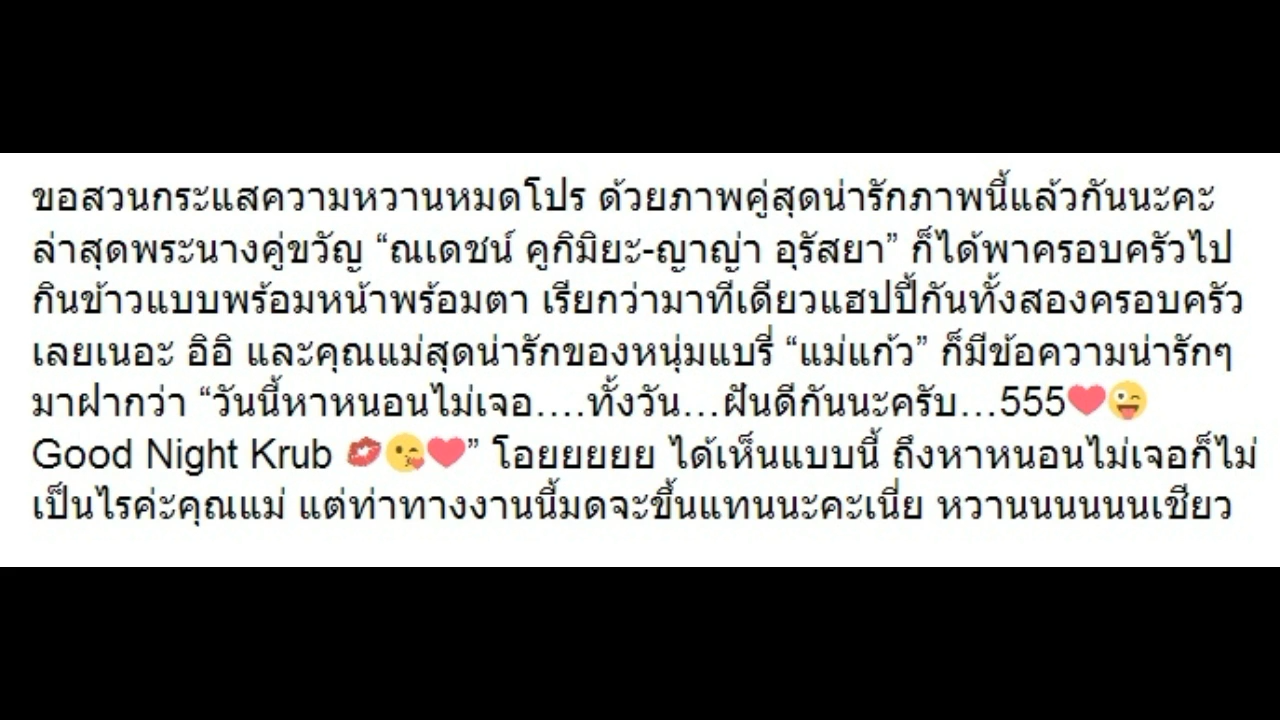 ขอสวนกระแสความหวานหมดโปร ด้วยภาพคู่สุดน่ารักภาพนี้แล้วกันนะคะ
ล่าสุดพระนางคู่ขวัญ “ณเดชน์ คูกิมิยะ-ญาญ่า อุรัสยา” ก็ได้พาครอบครัวไป
กินข้าวแบบพร้อมหน้าพร้อมตา เรียกว่ามาทีเดียวแฮปปี้กันทั้งสองครอบครัว
เลยเนอะ อิอิ และคุณแม่สุดน่ารักของหนุ่มแบรี่ “แม่แก้ว” ก็มีข้อความน่ารักๆ
มาฝากว่า “วันนี้หาหนอนไม่เจอ....ทั้งวัน...ฝันดีกันนะครับ...555❤😜
Good Night Krub 💋😘❤” โอยยยยย ได้เห็นแบบนี้ ถึงหาหนอนไม่เจอก็ไม่
เป็นไรค่ะคุณแม่ แต่ท่าทางงานนี้มดจะขึ้นแทนนะคะเนี่ย หวานนนนนนเชียว